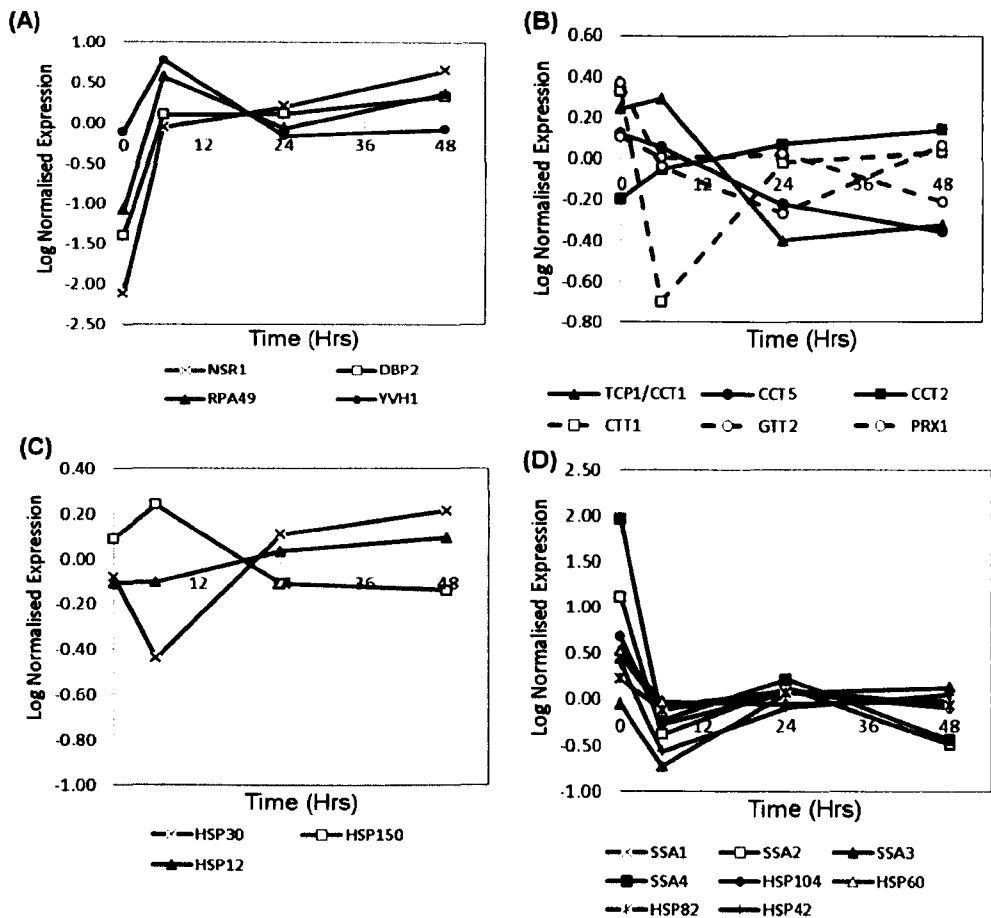 (A)
1.00
0.50
0.00
-0.50
-1.00
-1.50
-2.00
-2.50
0 12 24 36 48
Log Normalised Expression
Time (Hrs)
NSR1 DBP2
RPA49 YVH1
(B)
0.60
0.40
0.20
0.00
-0.20
-0.40
-0.60
-0.80
0 12 24 36 48
Log Normalised Expression
Time (Hrs)
TCP1/CCT1 CCT5 CCT2
CTT1 GTT2 PRX1
(C)
0.40
0.20
0.00
-0.20
-0.40
-0.60
-0.80
-1.00
12 36 48
Log Normalised Expression
Time (Hrs)
HSP30 HSP150
HSP12
(D)
2.50
2.00
1.50
1.00
0.50
0.00
-0.50
-1.00
0 12 24 36 48
Log Normalised Expression
Time (Hrs)
SSA1 SSA2 SSA3
SSA4 HSP104 HSP60
HSP82 HSP42